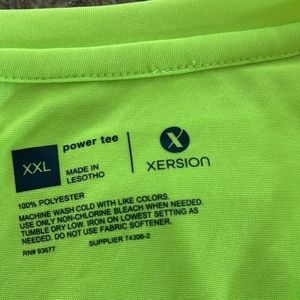 XXL power tee
MADE IN
LESOTHO
XERSION
100% POLYESTER
MACHINE WASH COLD WITH LIKE COLORS.
USE ONLY NON-CHLORINE BLEACH WHEN NEEDED.
TUMBLE DRY LOW. IRON ON LOWEST SETTING AS
NEEDED. DO NOT USE FABRIC SOFTENER.
RN# 93677 SUPPLIER 74306-2